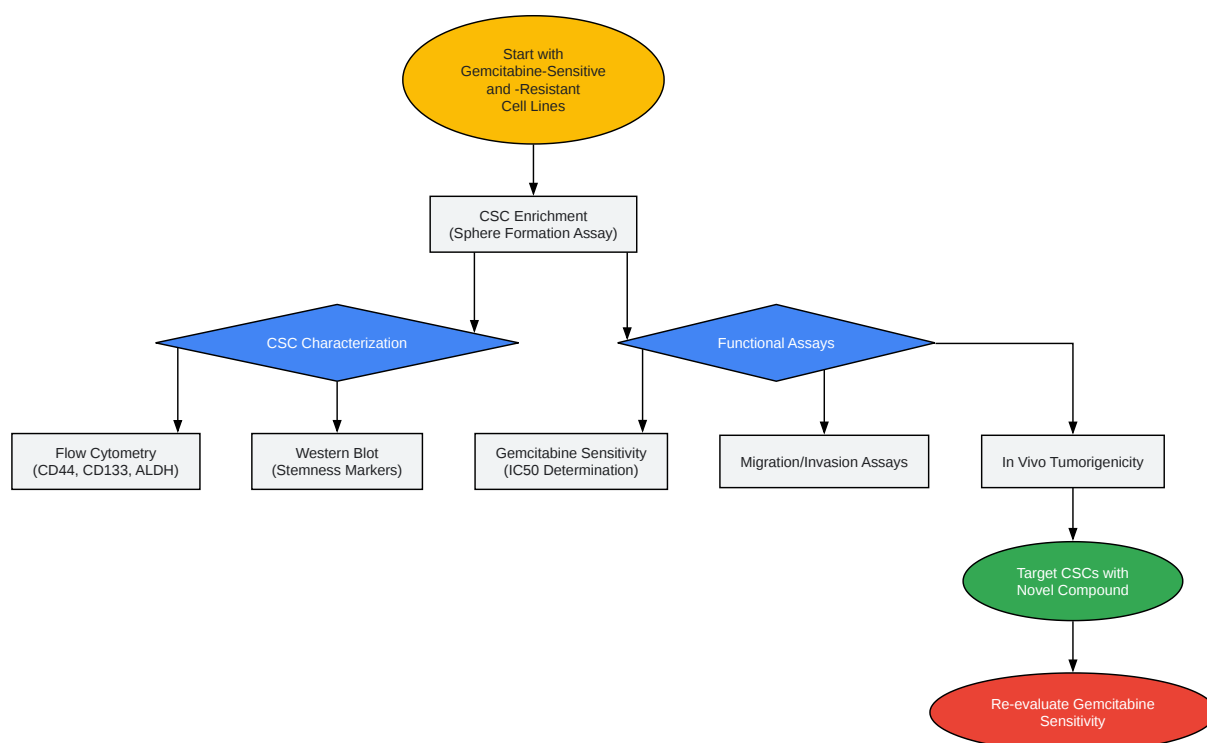 Start with
Gemcitabine-Sensitive
and -Resistant
Cell Lines
CSC Enrichment
(Sphere Formation Assay)
CSC Characterization
Functional Assays
Flow Cytometry
(CD44, CD133, ALDH)
Western Blot
(Stemness Markers)
Gemcitabine Sensitivity
(IC50 Determination)
Migration/Invasion Assays
In Vivo Tumorigenicity
Target CSCs with
Novel Compound
Re-evaluate Gemcitabine
Sensitivity